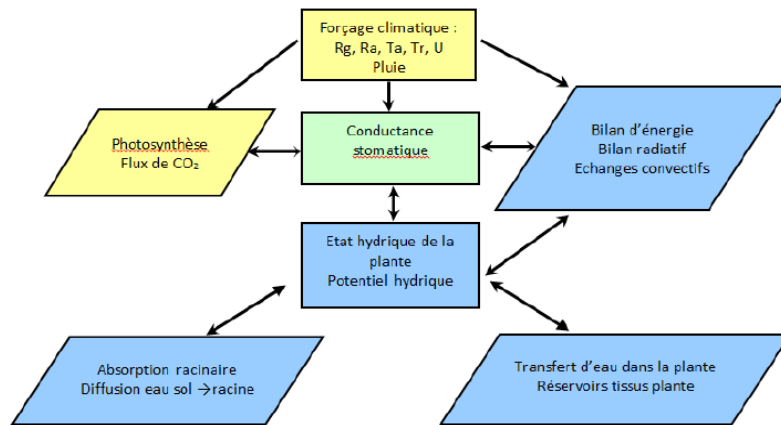 Forçage climatique :
Rg, Ra, Ta, Tr, U
Pluie
Photosynthèse
Flux de CO₂
Conductance
stomatique
Bilan d'énergie
Bilan radiatif
Echanges convectifs
Etat hydrique de la
plante
Potentiel hydrique
Absorption racinaire
Diffusion eau sol →racine
Transfert d'eau dans la plante
Réservoirs tissus plante